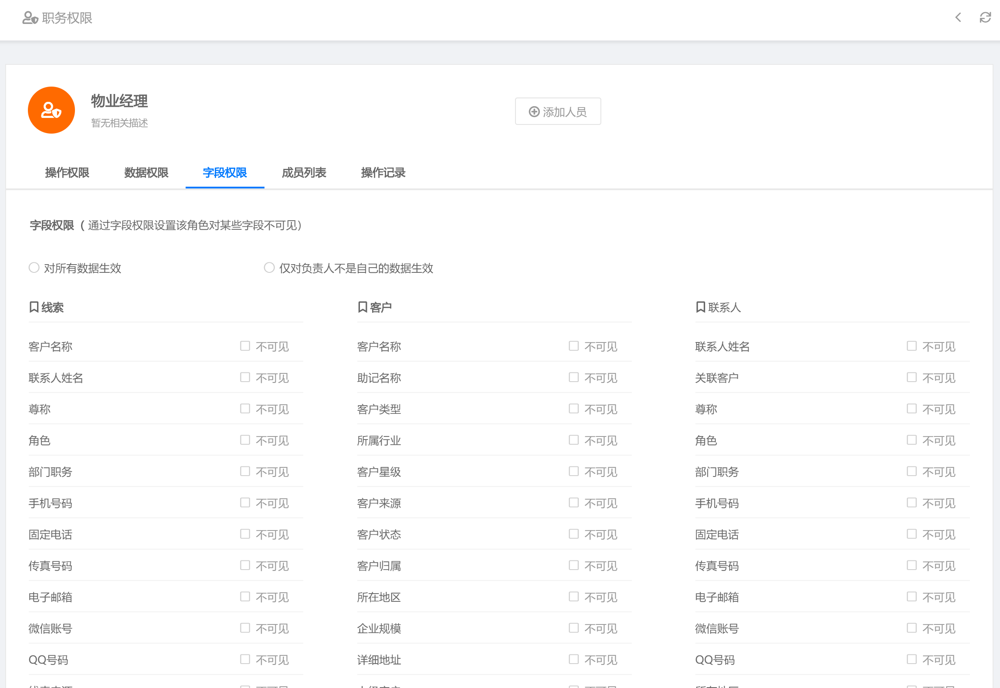 职务权限
物业经理
暂无相关描述
添加人员
操作权限 数据权限 字段权限 成员列表 操作记录
字段权限（ 通过字段权限设置该角色对某些字段不可见）
对所有数据生效 仅对负责人不是自己的数据生效
线索 客户 联系人
客户名称 不可见 客户名称 不可见 联系人姓名 不可见
联系人姓名 不可见 助记名称 不可见 关联客户 不可见
尊称 不可见 客户类型 不可见 尊称 不可见
角色 不可见 所属行业 不可见 角色 不可见
部门职务 不可见 客户星级 不可见 部门职务 不可见
手机号码 不可见 客户来源 不可见 手机号码 不可见
固定电话 不可见 客户状态 不可见 固定电话 不可见
传真号码 不可见 客户归属 不可见 传真号码 不可见
电子邮箱 不可见 所在地区 不可见 电子邮箱 不可见
微信账号 不可见 企业规模 不可见 微信账号 不可见
QQ号码 不可见 详细地址 不可见 QQ号码 不可见